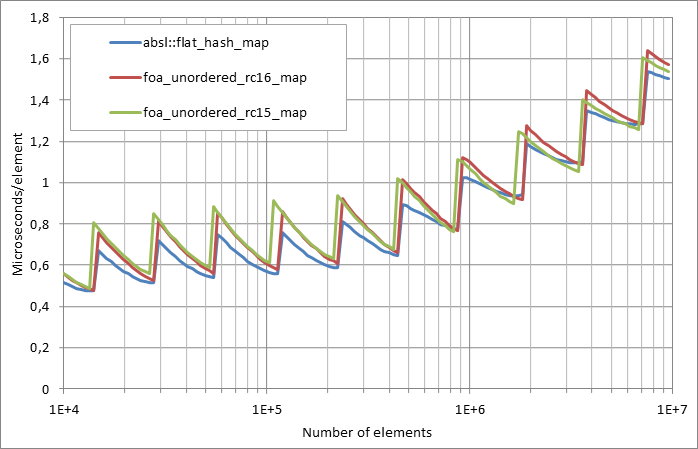 1,8
1,6
1,4
1,2
1
0,8
0,6
0,4
0,2
0
Microseconds/element
absl::flat_hash_map
foa_unordered_rc16_map
foa_unordered_rc15_map
1E+4
1E+5
1E+6
1E+7
Number of elements